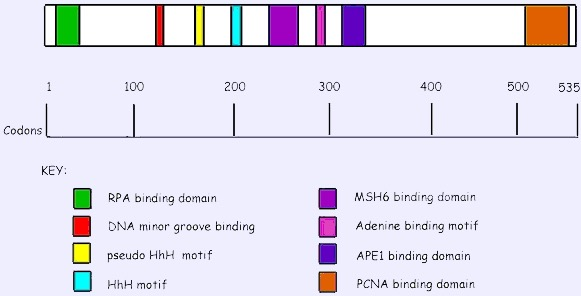 1 100 200 300 400 500 535
Codons
KEY:
RPA binding domain
DNA minor groove binding
pseudo HhH motif
HhH motif
MSH6 binding domain
Adenine binding motif
APE1 binding domain
PCNA binding domain